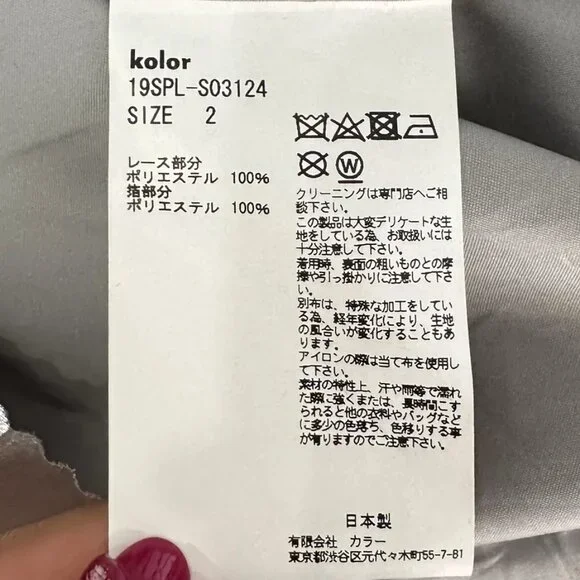 kolor
19SPL-S03124
SIZE 2
レース部分
ポリエステル 100%
箔部分
ポリエステル 100%
W
クリーニングは専門店へご相
談下さい。
この製品は大変デリケートな生
地をしている為、お取扱いには
十分注意して下さい。
着用時、表面の粗いものとの摩
擦や引っ掛かりに注意して下さ
い。
別布は、特殊な加工をしてい
る為、経年変化により、生地
の風合いが変化することもあ
ります。
アイロンの際は当て布を使用し
て下さい。
素材の特性上、汗や雨等で濡れ
た際に強くまたは、長時間こす
られると他の衣料やバッグなど
に多少の色落ち、色移りする事
が有りますのでご注意下さい。
日本製
有限会社 カラー
東京都渋谷区元代々木町55-7-B1